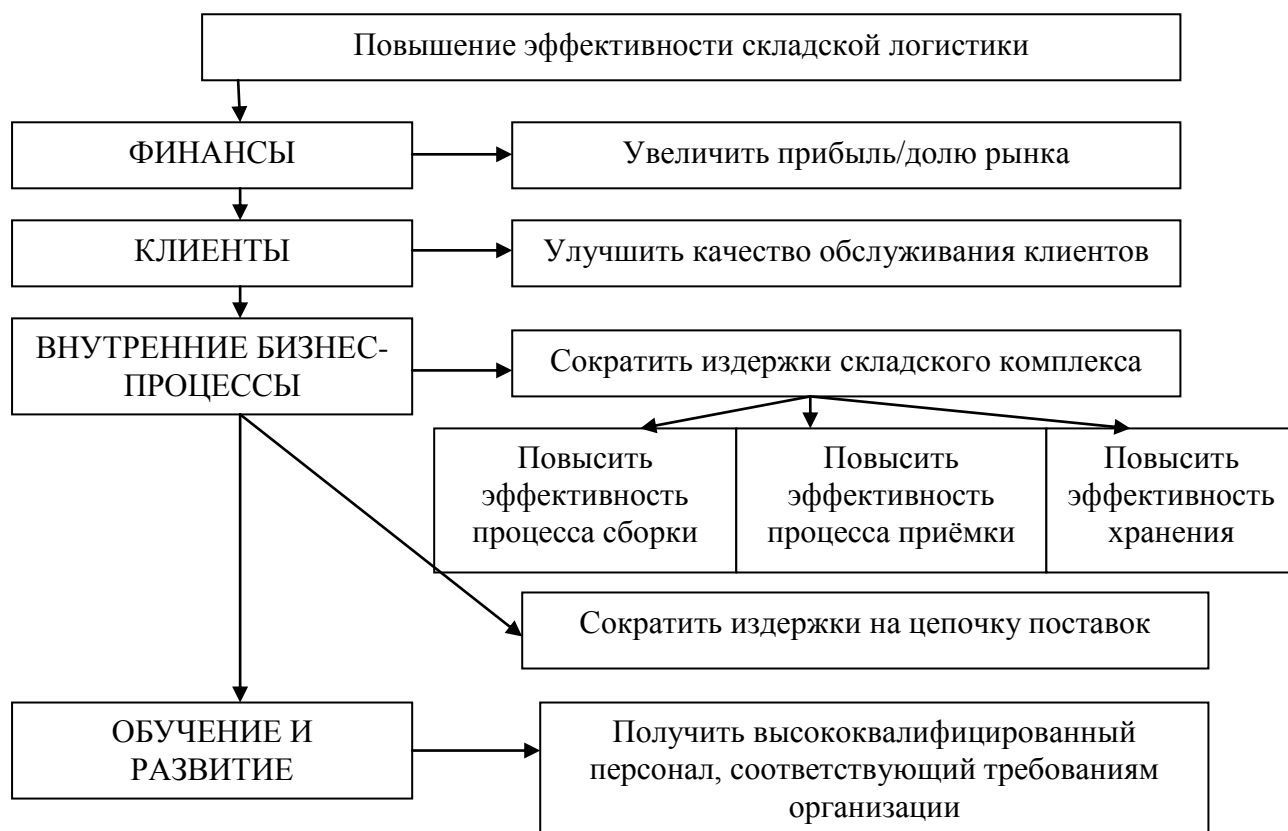 Повышение эффективности складской логистики
ФИНАНСЫ
Увеличить прибыль/долю рынка
КЛИЕНТЫ
Улучшить качество обслуживания клиентов
ВНУТРЕННИЕ БИЗНЕС-
ПРОЦЕССЫ
Сократить издержки складского комплекса
Повысить
эффективность
процесса сборки
Повысить
эффективность
процесса приёмки
Повысить
эффективность
хранения
Сократить издержки на цепочку поставок
ОБУЧЕНИЕ И
РАЗВИТИЕ
Получить высококвалифицированный
персонал, соответствующий требованиям
организации